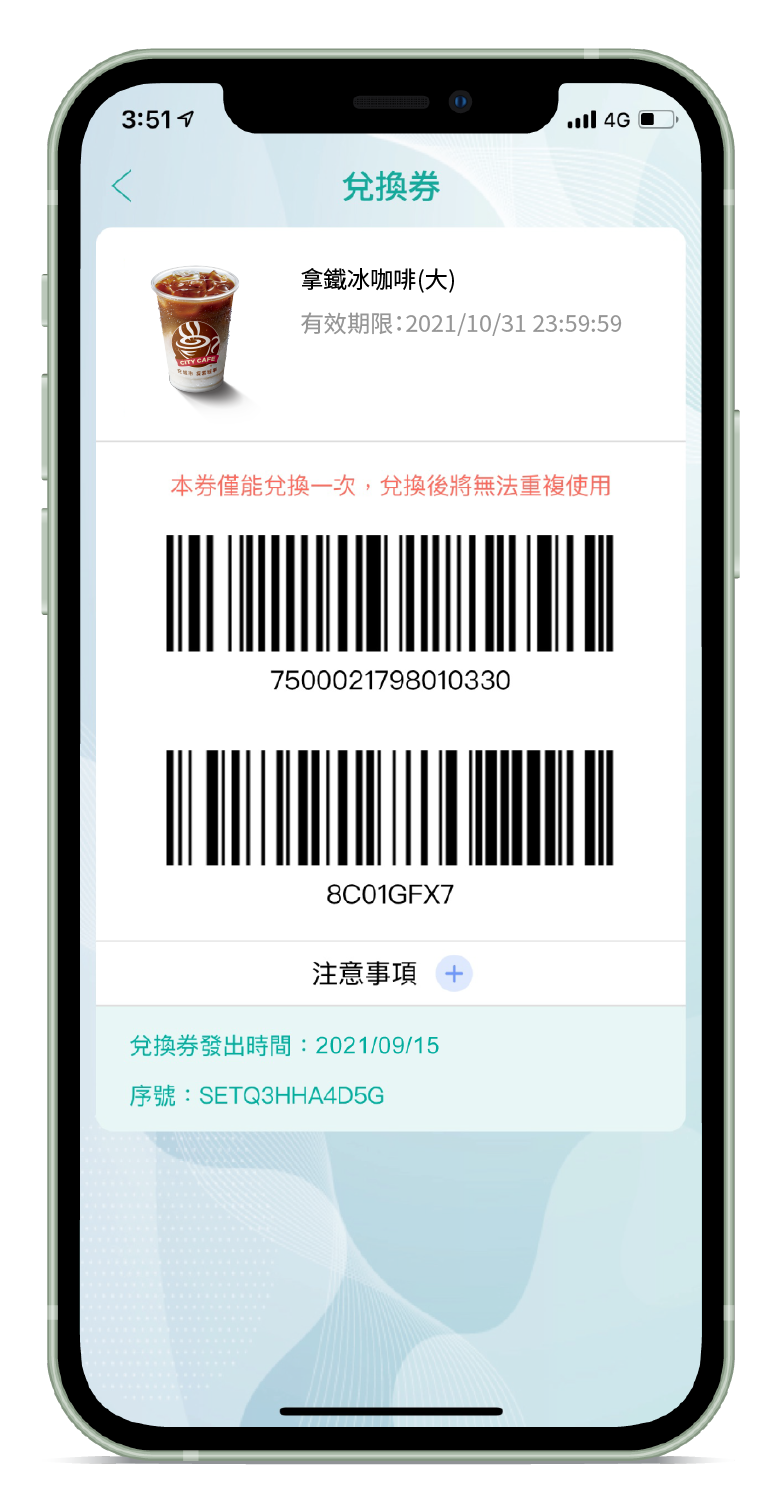 3:51
4G
兌換券
拿鐵冰咖啡(大)
有效期限:2021/10/31 23:59:59
CITY CAFE
本券僅能兌換一次，兌換後將無法重複使用
7500021798010330
8C01GFX7
注意事項 +
兌換券發出時間：2021/09/15
序號：SETQ3HHA4D5G